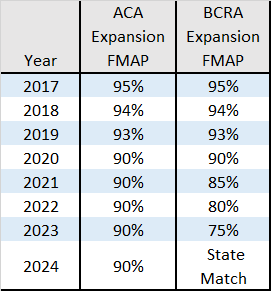 Year ACA Expansion FMAP BCRA Expansion FMAP
2017 95% 95%
2018 94% 94%
2019 93% 93%
2020 90% 90%
2021 90% 85%
2022 90% 80%
2023 90% 75%
2024 90% State Match